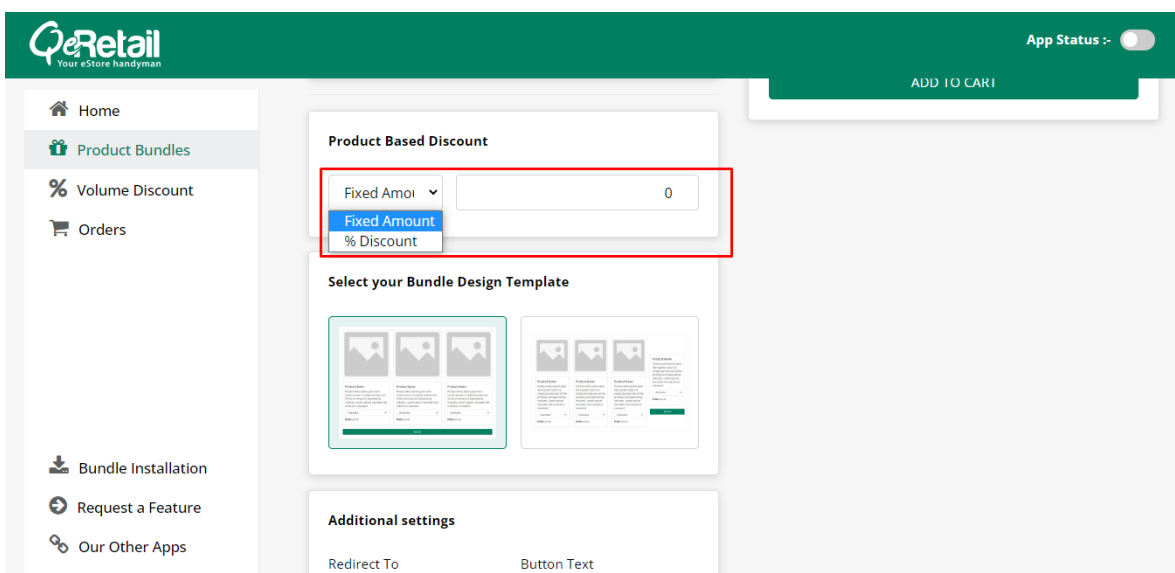 QeRetail
Your eStore handyman
App Status :-
Home
Product Bundles
Volume Discount
Orders
Bundle Installation
Request a Feature
Our Other Apps
Product Based Discount
Fixed Amou
0
Fixed Amount
% Discount
Select your Bundle Design Template
Additional settings
Redirect To
Button Text
ADD TO CART